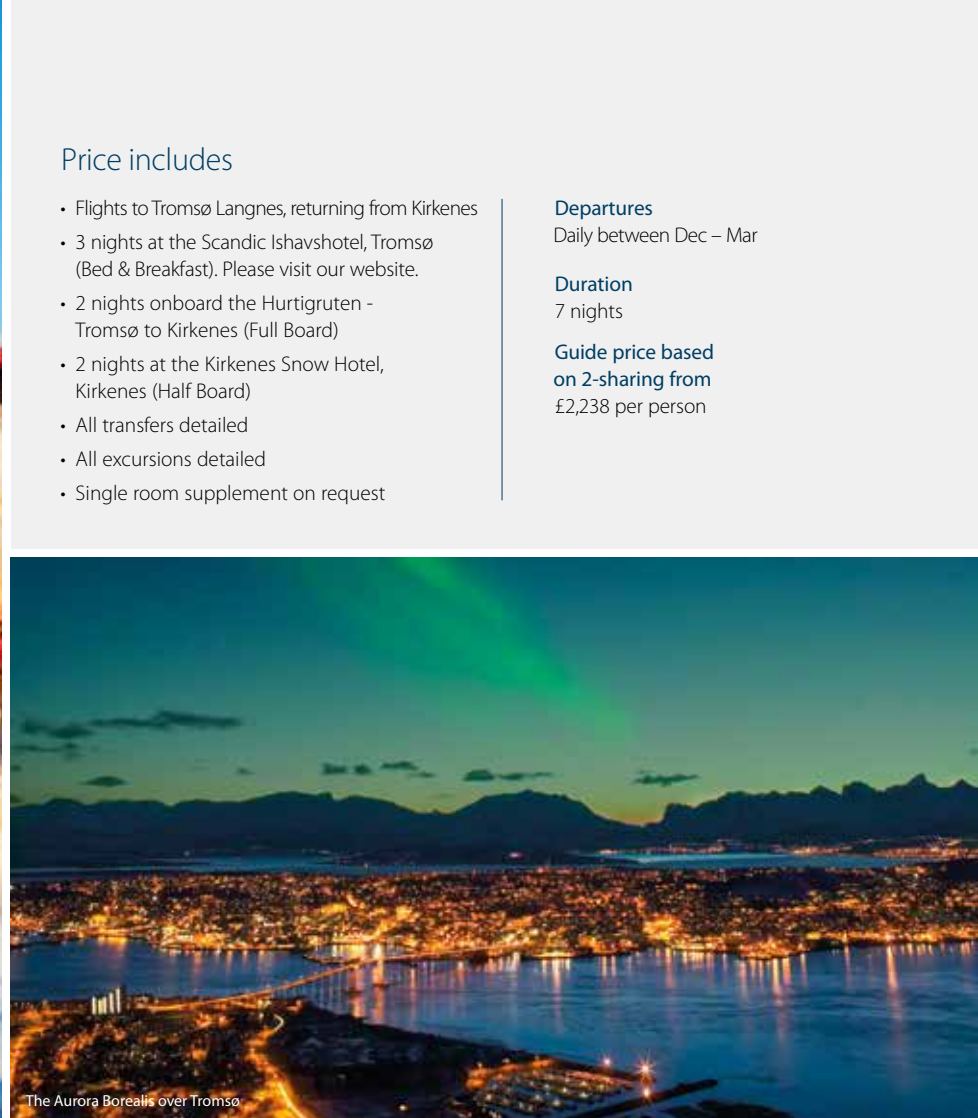 Price includes
• Flights to Tromsø Langnes, returning from Kirkenes
• 3 nights at the Scandic Ishavshotel, Tromsø
(Bed & Breakfast). Please visit our website.
• 2 nights onboard the Hurtigruten -
Tromsø to Kirkenes (Full Board)
• 2 nights at the Kirkenes Snow Hotel,
Kirkenes (Half Board)
• All transfers detailed
• All excursions detailed
• Single room supplement on request
Departures
Daily between Dec – Mar
Duration
7 nights
Guide price based
on 2-sharing from
£2,238 per person
The Aurora Borealis over Tromsø